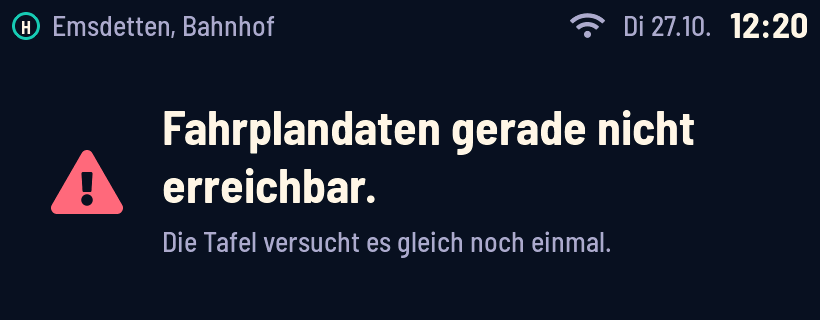 H Emsdetten, Bahnhof Di 27.10. 12:20
Fahrplandaten gerade nicht
erreichbar.
Die Tafel versucht es gleich noch einmal.